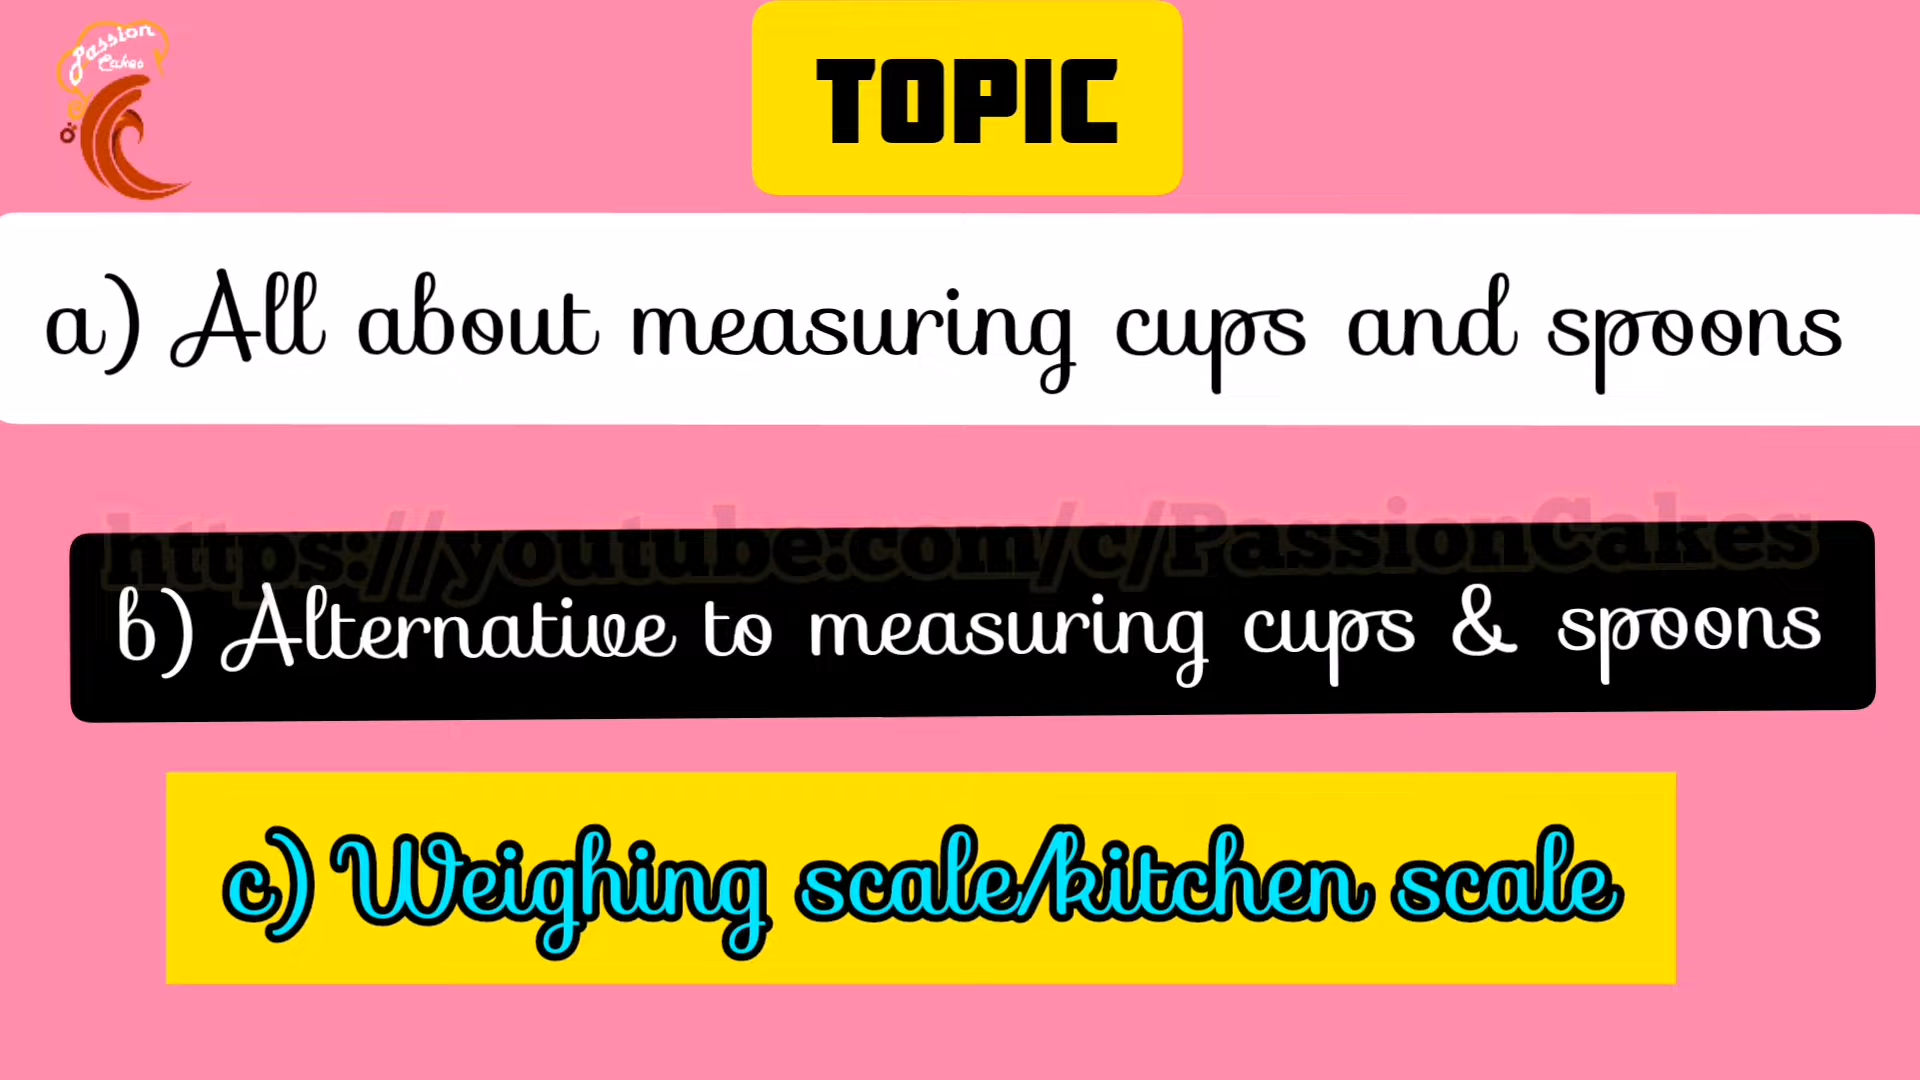 Passion
Cakes
TOPIC
a) All about measuring cups and spoons
https://youtube.com/c/PassionCakes
b) Alternative to measuring cups & spoons
c) Weighing scale/kitchen scale